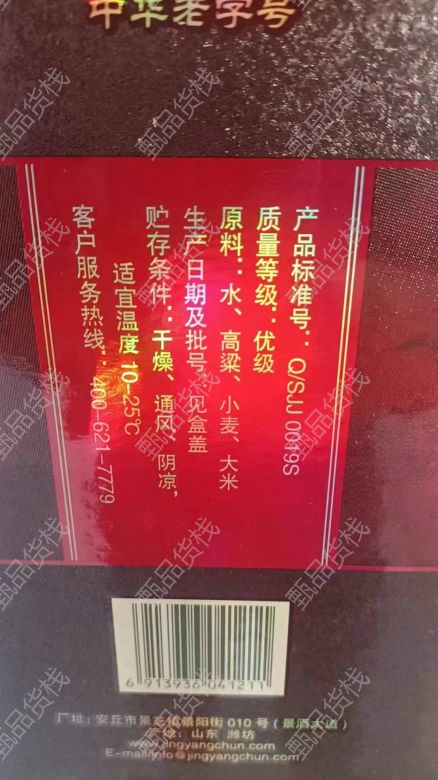 中华老字号
产品标准号：Q/SJJ 0049S
质量等级：优级
原料：水、高粱、小麦、大米
生产日期及批号：见盒盖
贮存条件：干燥、通风、阴凉，
适宜温度10-25℃
客户服务热线：400-621-7779
6 913936 041211
厂址：安丘市景芝镇景阳街010号（景酒大道）
产地：山东 潍坊
www.jingyangchun.com
E-mail:info@jingyangchun.com
甄品货栈